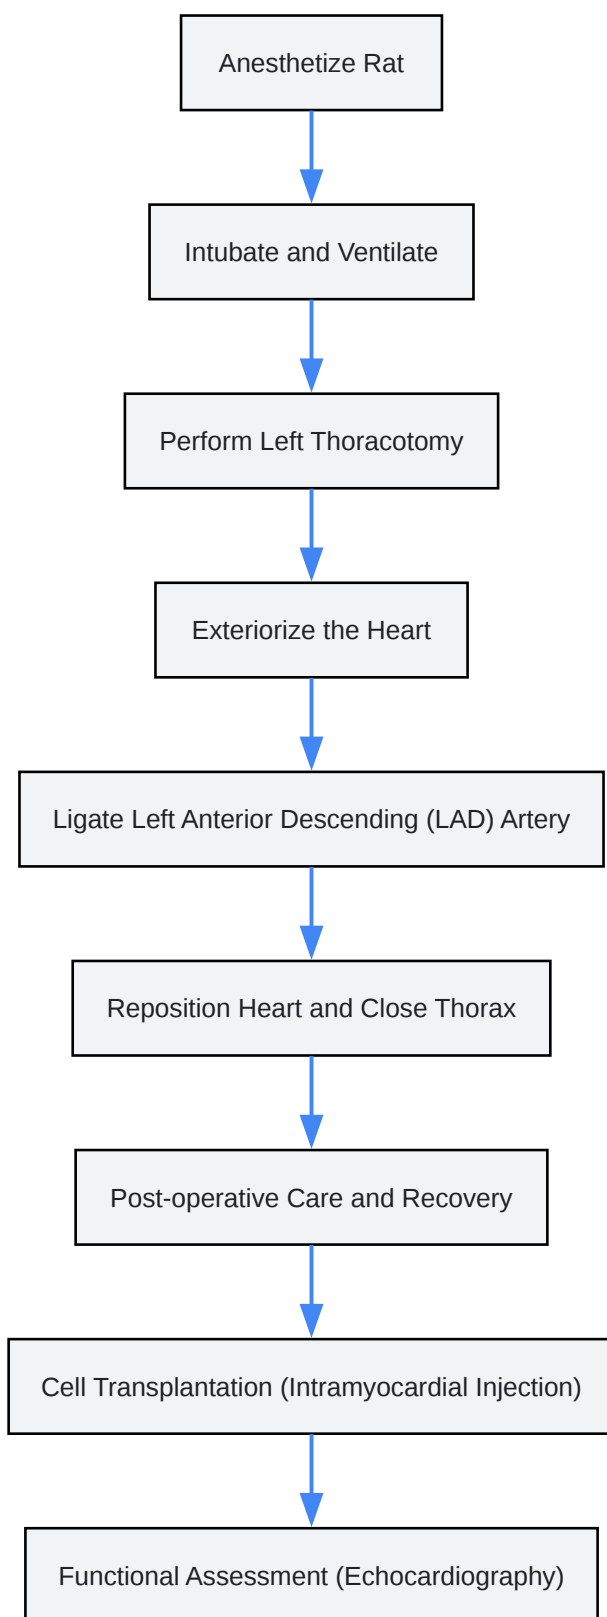 Anesthetize Rat
Intubate and Ventilate
Perform Left Thoracotomy
Exteriorize the Heart
Ligate Left Anterior Descending (LAD) Artery
Reposition Heart and Close Thorax
Post-operative Care and Recovery
Cell Transplantation (Intramyocardial Injection)
Functional Assessment (Echocardiography)